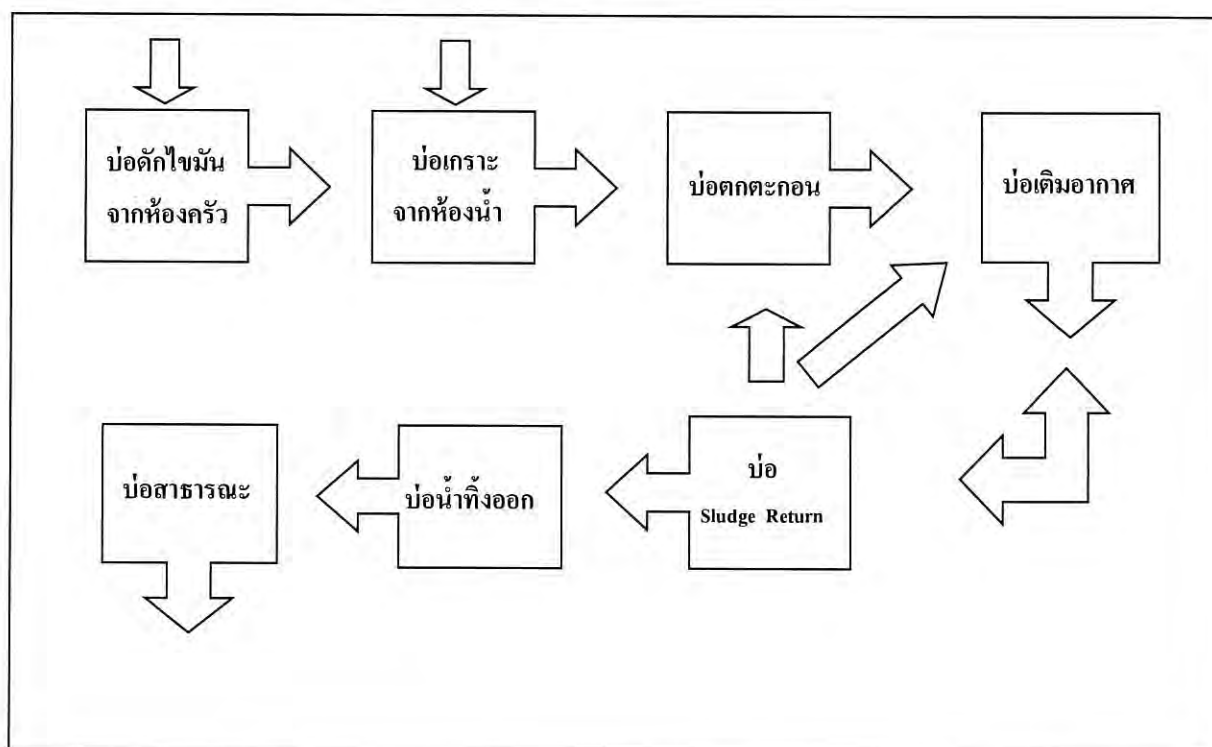 บ่อดักไขมัน
จากห้องครัว
บ่อเกราะ
จากห้องน้ำ
บ่อตกตะกอน
บ่อเติมอากาศ
บ่อสาธารณะ
บ่อน้ำทิ้งออก
บ่อ
Sludge Return